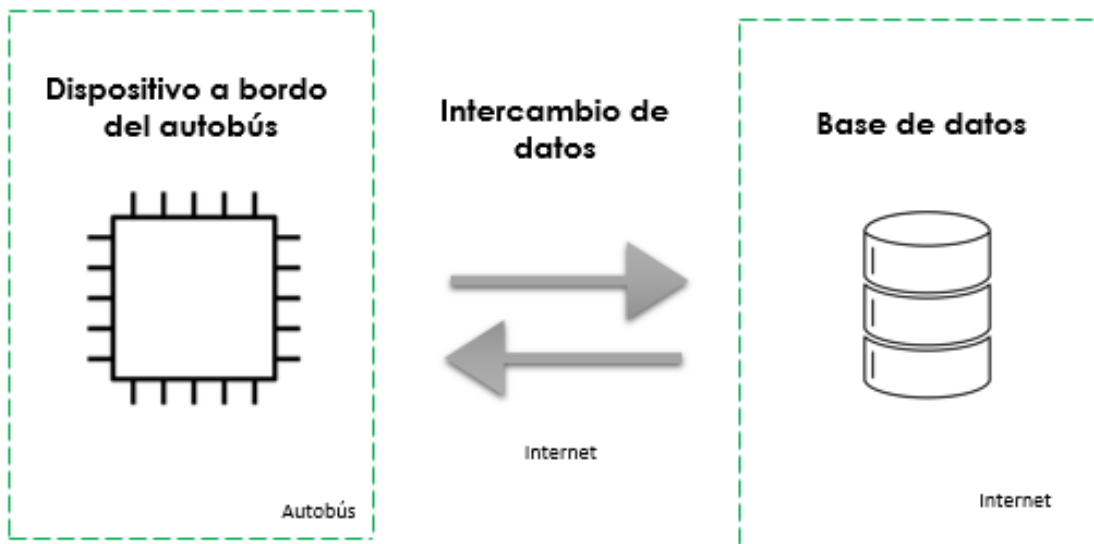 Dispositivo a bordo
del autobús
Autobús
Intercambio de
datos
Internet
Base de datos
Internet